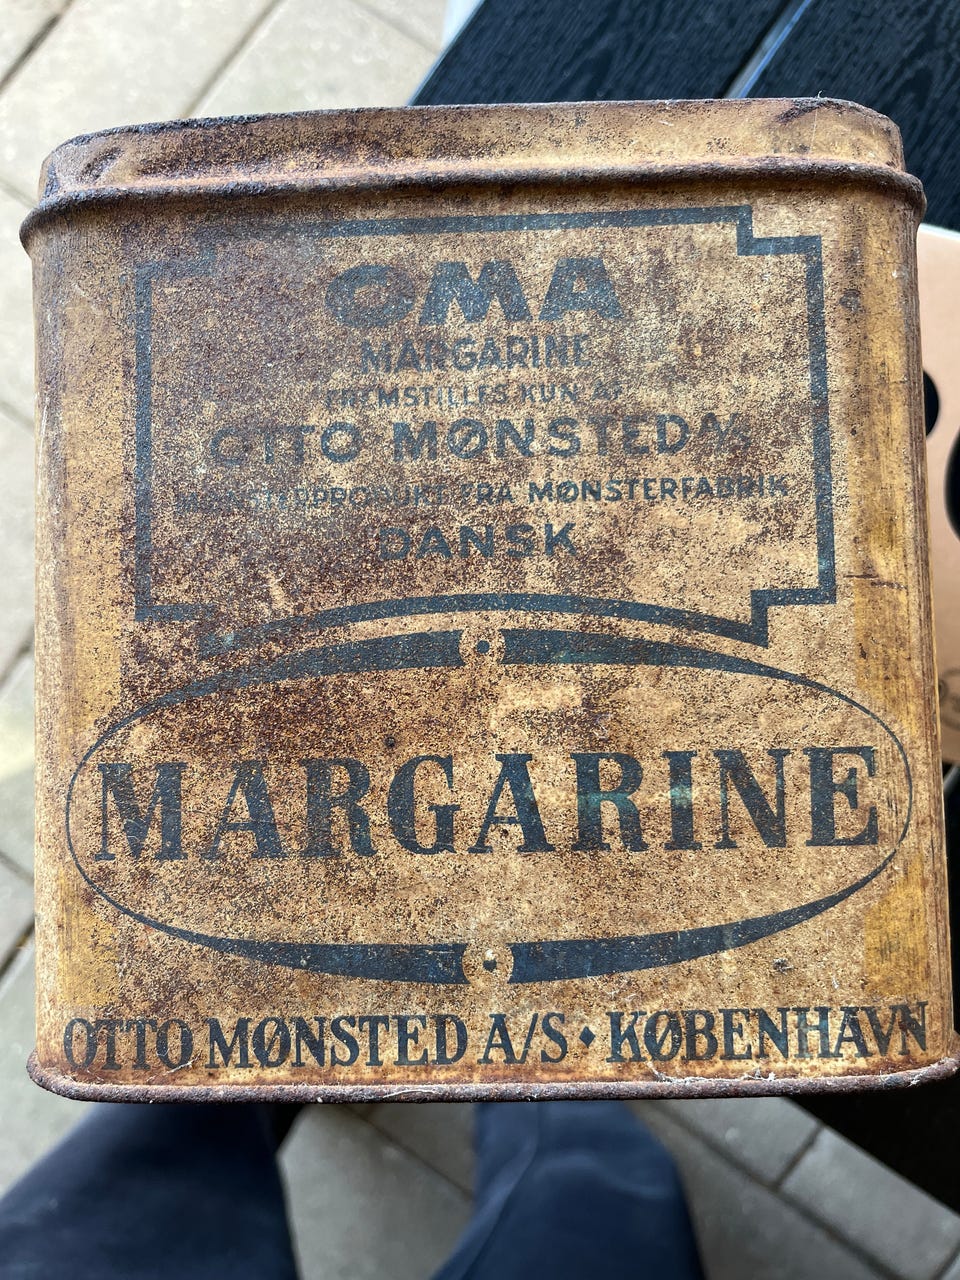 OMA
MARGARINE
FREMSTILLES KUN AF
OTTO MØNSTED A/S
MØNSTERPRODUKT FRA MØNSTERFABRIK
DANSK
MARGARINE
OTTO MØNSTED A/S • KØBENHAVN